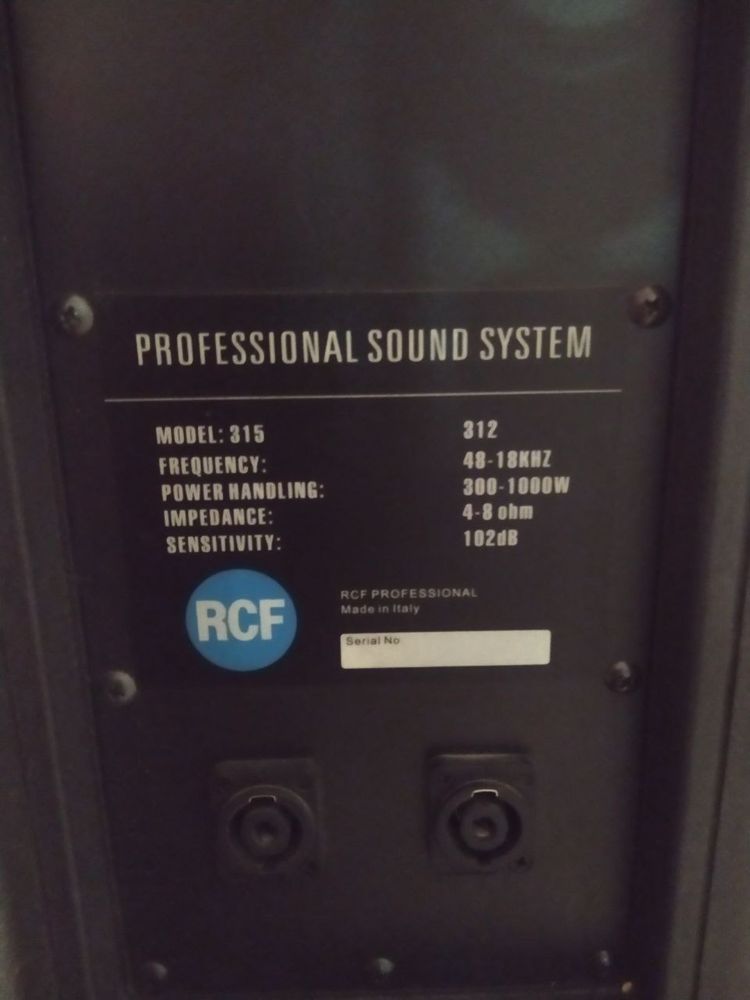 PROFESSIONAL SOUND SYSTEM
MODEL: 315 312
FREQUENCY: 48-18KHZ
POWER HANDLING: 300-1000W
IMPEDANCE: 4-8 ohm
SENSITIVITY: 102dB
RCF
RCF PROFESSIONAL
Made in Italy
Serial No